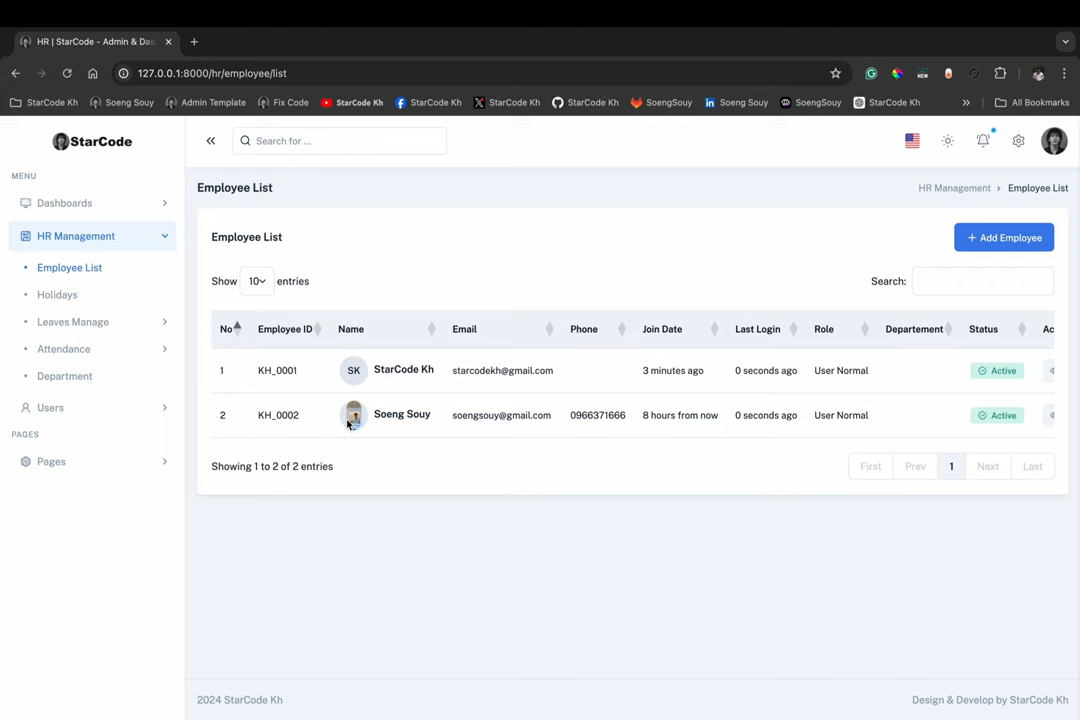 HR | StarCode - Admin & Das
127.0.0.1:8000/hr/employee/list
StarCode Kh Soeng Souy Admin Template Fix Code StarCode Kh StarCode Kh StarCode Kh StarCode Kh SoengSouy Soeng Souy SoengSouy StarCode Kh All Bookmarks
StarCode
Search for ...
MENU
Dashboards
HR Management
Employee List
Holidays
Leaves Manage
Attendance
Department
Users
PAGES
Pages
Employee List
HR Management Employee List
Employee List
+ Add Employee
Show 10 entries
Search:
No Employee ID Name Email Phone Join Date Last Login Role Departement Status Ac
1 KH_0001 SK StarCode Kh starcodekh@gmail.com 3 minutes ago 0 seconds ago User Normal Active
2 KH_0002 Soeng Souy soengsouy@gmail.com 0966371666 8 hours from now 0 seconds ago User Normal Active
Showing 1 to 2 of 2 entries
First Prev 1 Next Last
2024 StarCode Kh
Design & Develop by StarCode Kh